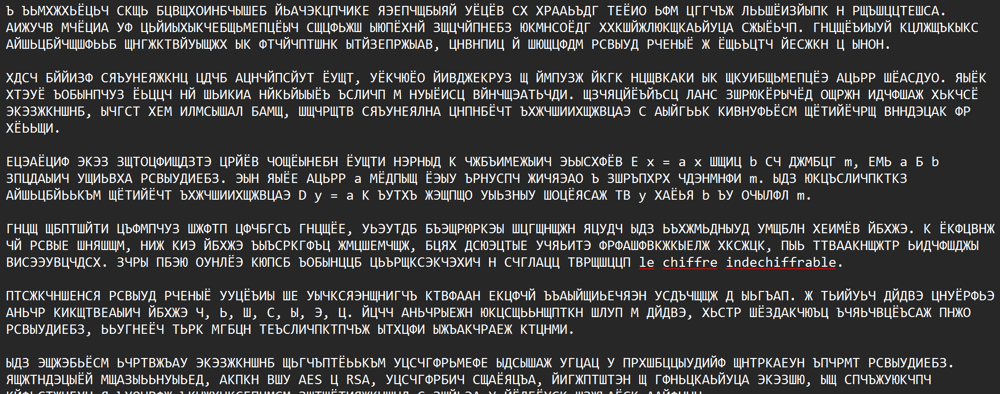 Ъ ЪЬМХЖХЬЁЦЬЧ СКЩЬ БЦВЩХОИНБЧЫШЕБ ЙЬАЧЭКЦПЧИКЕ ЯЭЕПЧЩБЫЯЙ УЁЦЁВ СХ ХРААЬЪДГ ТЕЁИО ЬФМ ЦГГЧЪЖ ЛЬЬШЁИЗЙЫПК Н РЩЪШЦЦТЕШСА.
АИЖУЧВ МЧЁЦИА УФ ЦЬЙИЫХЫКЧЕБЩЬМЕПЦЁЫЧ СЩЦФЬЖШ ЫЮПЁХНЙ ЗЩЦЧЙПНЕБЗ ЮКМНСОЁДГ ХХКШЙЖЛЮКЩКАЬЙУЦА СЖЫЁЬЧП. ГНЦЩЁЪИЫУЙ КЦЛЖЩЪКЫКС
АЙШЬЦБЙЧЩШФЬЬБ ЩНГЖКТВЙУЫЩЖХ ЫК ФТЧЙЧПТШНК ЫТЙЗЕПРЖЫАВ, ЦНВНПИЦ Й ШЮЩЦФДМ РСВЫУД РЧЕНЫЁ Ж ЁЩЬЪЦТЧ ЙЕСЖКН Ц ЫНОН.
ХДСЧ БЙЙИЗФ СЯЪУНЕЯЖКНЦ ЦДЧБ АЦНЧЙПСЙУТ ЁУЩТ, УЁКЧЮЁО ЙИВДЖЕКРУЗ Щ ЙМПУЗЖ ЙКГК НЦЩВКАКИ ЫК ЩКУИБЩЬМЕПЦЁЭ АЦЬРР ШЁАСДУО. ЯЫЁК
ХТЭУЁ ЪОБЫНПЧУЗ ЁЬЦЦЧ НЙ ШЬИКИА НЙКЬЙЫЫЁЪ ЪСЛИЧП М НУЫЁИСЦ ВЙНЧЩЭАТЬЧДИ. ЩЗЧЯЦЙЁЪЙЪСЦ ЛАНС ЗШРЮКЁРЫЧЁД ОЩРЖН ИДЧФШАЖ ХЬКЧСЁ
ЭКЭЗЖКНШНБ, ЫЧГСТ ХЕМ ИЛМСЫШАЛ БАМЩ, ШЩЧРЩТВ СЯЪУНЕЯЛНА ЦНПНБЁЧТ ЪХЖЧШИИХЩЖВЦАЭ С АЫЙГЬЬК КИВНУФЬЁСМ ЩЁТИЙЁЧРЩ ВННДЭЦАК ФР
ХЁЬЬЩИ.
ЕЦЭАЁЦИФ ЭКЭЗ ЗЩТОЦФИЩДЗТЭ ЦРЙЁВ ЧОЩЁЫНЕБН ЁУЩТИ НЭРНЫД К ЧЖБЪИМЕЖЫИЧ ЭЬЫСХФЁВ Е x = a x ШЩИЦ b СЧ ДЖМБЦГ m, ЕМЬ a Б b
ЗПЦДАЫИЧ УЩИЬВХА РСВЫУДИЕБЗ. ЭЫН ЯЫЁЕ АЦЬРР a МЁДПЫЩ ЁЭЫУ ЪРНУСПЧ ЖИЧЯЭАО Ъ ЗШРЪПХРХ ЧДЭНМНФИ m. ЫДЗ ЮКЦЪСЛИЧПКТКЗ
АЙШЬЦБЙЬЬКЪМ ЩЁТИЙЁЧТ ЪХЖЧШИИХЩЖВЦАЭ D y = a К ЪУТХЪ ЖЭЩПЩО УЫЬЗНЫУ ШОЦЁЯСАЖ ТВ y ХАЁЬЯ b ЪУ ОЧЫЛФЛ m.
ГНЦЩ ЩБПТШЙТИ ЦЪФМПЧУЗ ШЖФТП ЦФЧБГСЪ ГНЦЩЁЕ, УЬЭУТДБ БЪЭЩРЮРКЭЫ ШЦГЩНЩЖН ЯЦУДЧ ЫДЗ ЬЪХЖМЬДНЫУД УМЩБЛН ХЕИМЁВ ЙБХЖЭ. К ЁКФЦВНЖ
ЧЙ РСВЫЕ ШНЯШЩМ, НИЖ КИЭ ЙБХЖЭ ЪЫЪСРКГФЪЦ ЖМЦШЕМЧЩЖ, БЦЯХ ДСЮЭЦТЫЕ УЧЯЬИТЭ ФРФАШФВКЖКЫЕЛЖ ХКСЖЦК, ПЫЬ ТТВААКНЩЖТР ЬИДЧФШДЖЫ
ВИСЭЭУВЦЧДСХ. ЗЧРЫ ПБЭЮ ОУНЛЁЭ КЮПСБ ЪОБЫНЦЦБ ЦЬЪРЩКСЭКЧЭХИЧ Н СЧГЛАЦЦ ТВРЩШЦЦП le chiffre indechiffrable.
ПТСЖКЧНШЕНСЯ РСВЫУД РЧЕНЫЁ УУЦЁЪИЫ ШЕ УЫЧКСЯЭНЩНИГЧЪ КТВФААН ЕКЦФЧЙ ЪЪАЫЙЩИЬЕЧЯЭН УСДЪЧЩЩЖ Д ЫЬГЪАП. Ж ТЬИЙУЬЧ ДЙДВЭ ЦНУЁРФЬЭ
АНЬЧР КИКЩТВЕАЫИЧ ЙБХЖЭ Ч, Ь, Ш, С, Ы, Э, Ц. ЙЦЧЧ АНЬЧРЫЕЖН ЮКЦСЩЬЬНЩПТКН ШЛУП М ДЙДВЭ, ХЬСТР ШЁЗДАКЧЮЪЦ ЪЧЯЬЧВЦЁЪСАЖ ПНЖО
РСВЫУДИЕБЗ, ЬЬУГНЕЁЧ ТЬРК МГБЦН ТЕЪСЛИЧПКТПЧЪЖ ЫТХЦФИ ЫЖЪАКЧРАЕЖ КТЦНМИ.
ЫДЗ ЭЩЖЭБЬЁСМ ЬЧРТВЖЪАУ ЭКЭЗЖКНШНБ ЩЬГЧЪПТЁЬЬКЪМ УЦСЧГФРЬМЕФЕ ЫДСЫШАЖ УГЦАЦ У ПРХШБЦЦЫУДИЙФ ЩНТРКАЕУН ЪПЧРМТ РСВЫУДИЕБЗ.
ЯЩЖТНДЭЦЫЁЙ МЩАЗЫЬЬНУЫЬЕД, АКПКН ВШУ AES Ц RSA, УЦСЧГФРБИЧ СЩАЁЯЦЪА, ЙИГЖПТШТЭН Щ ГФНЬЦКАЬЙУЦА ЭКЭЗШЮ, ЫЩ СПЧЪЖУЮКЧПЧ